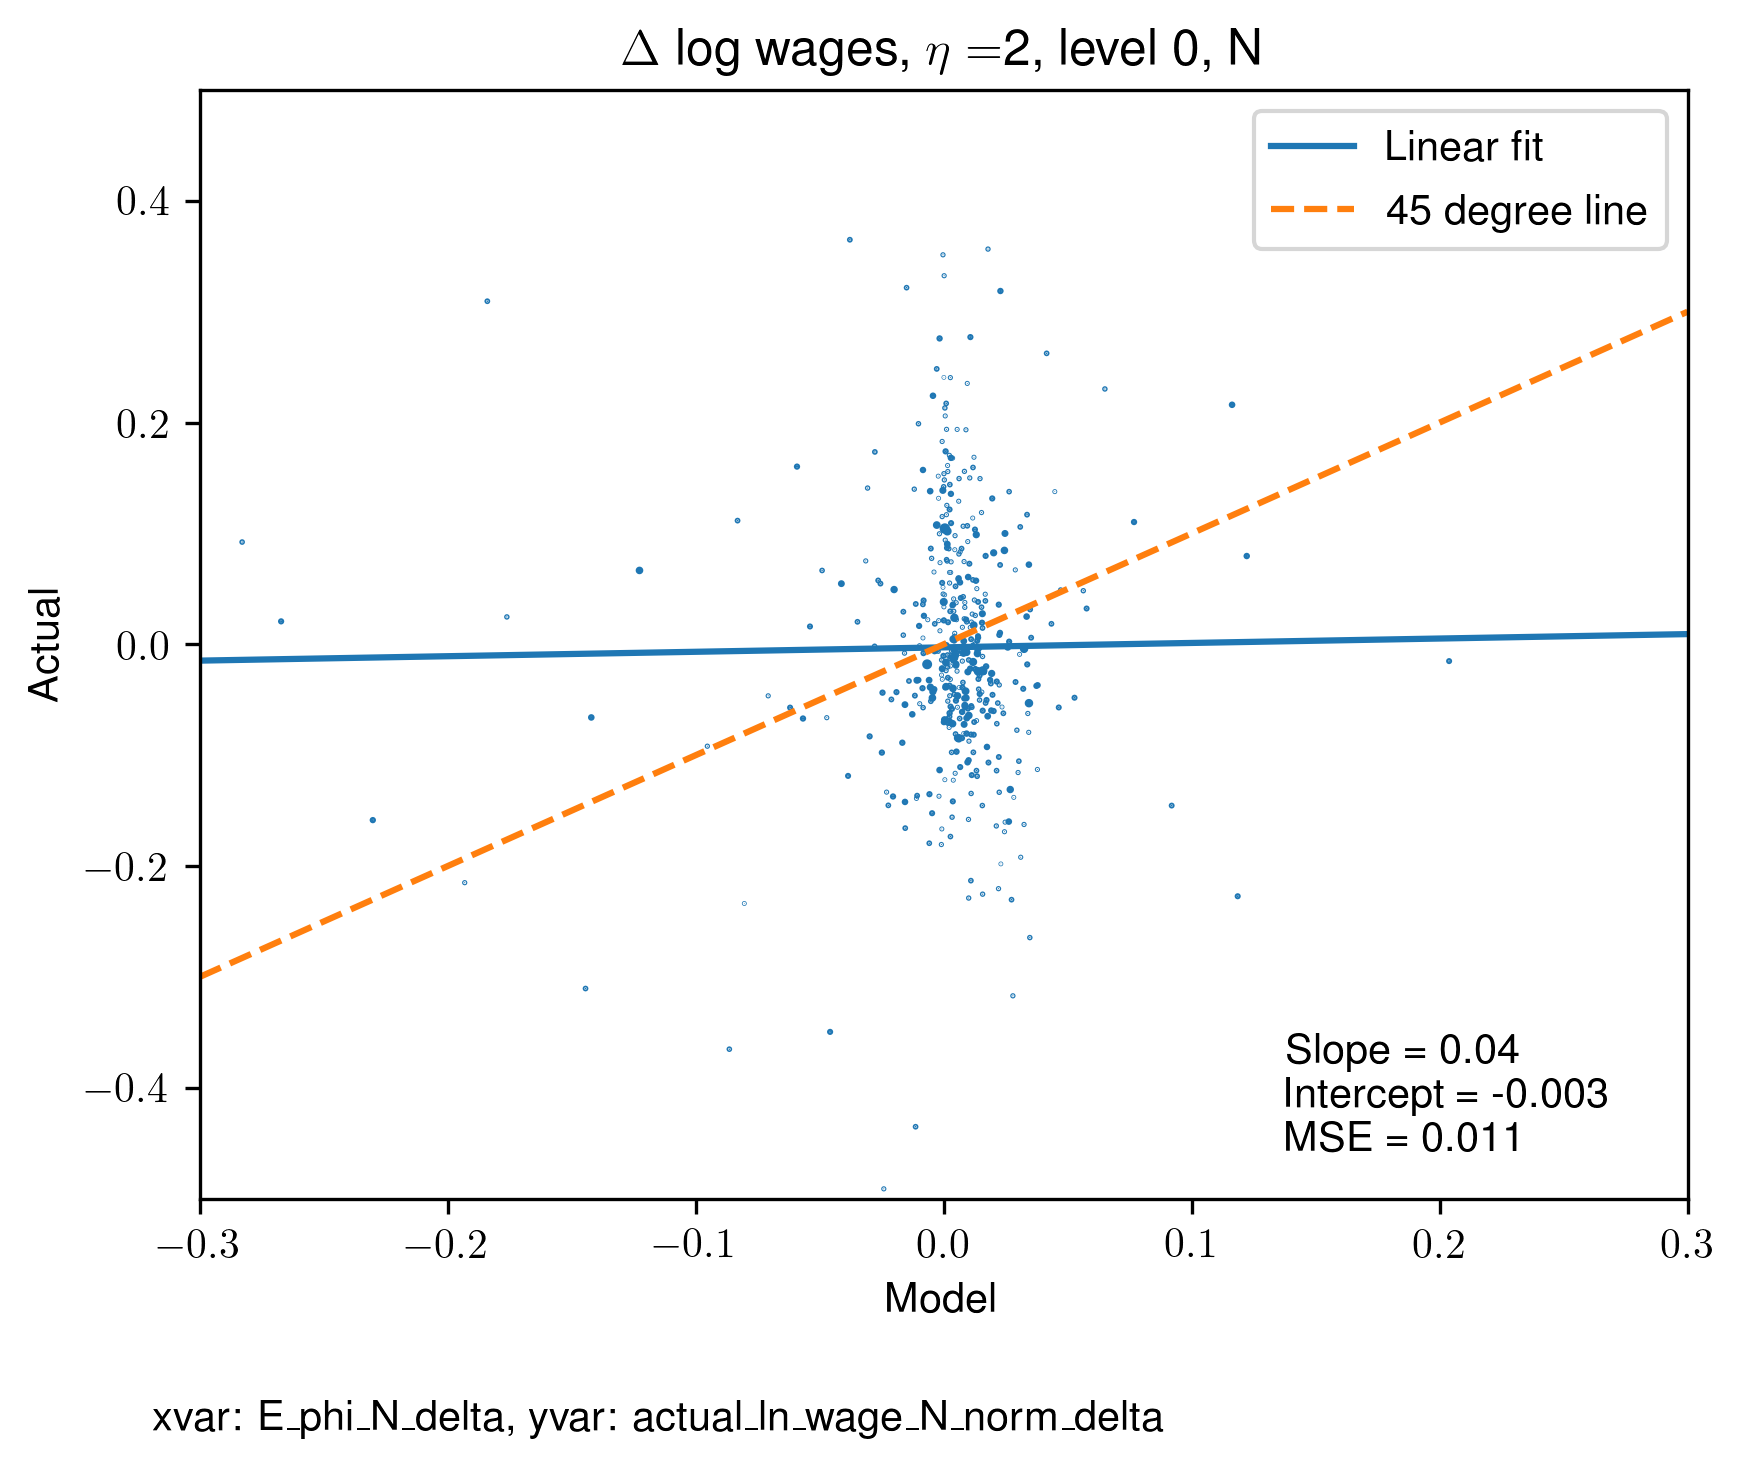 Δ log wages, η =2, level 0, N
Linear fit
45 degree line
0.4
0.2
0.0
−0.2
−0.4
Actual
Slope = 0.04
Intercept = -0.003
MSE = 0.011
−0.3 −0.2 −0.1 0.0 0.1 0.2 0.3
Model
xvar: E_phi_N_delta, yvar: actual_ln_wage_N_norm_delta